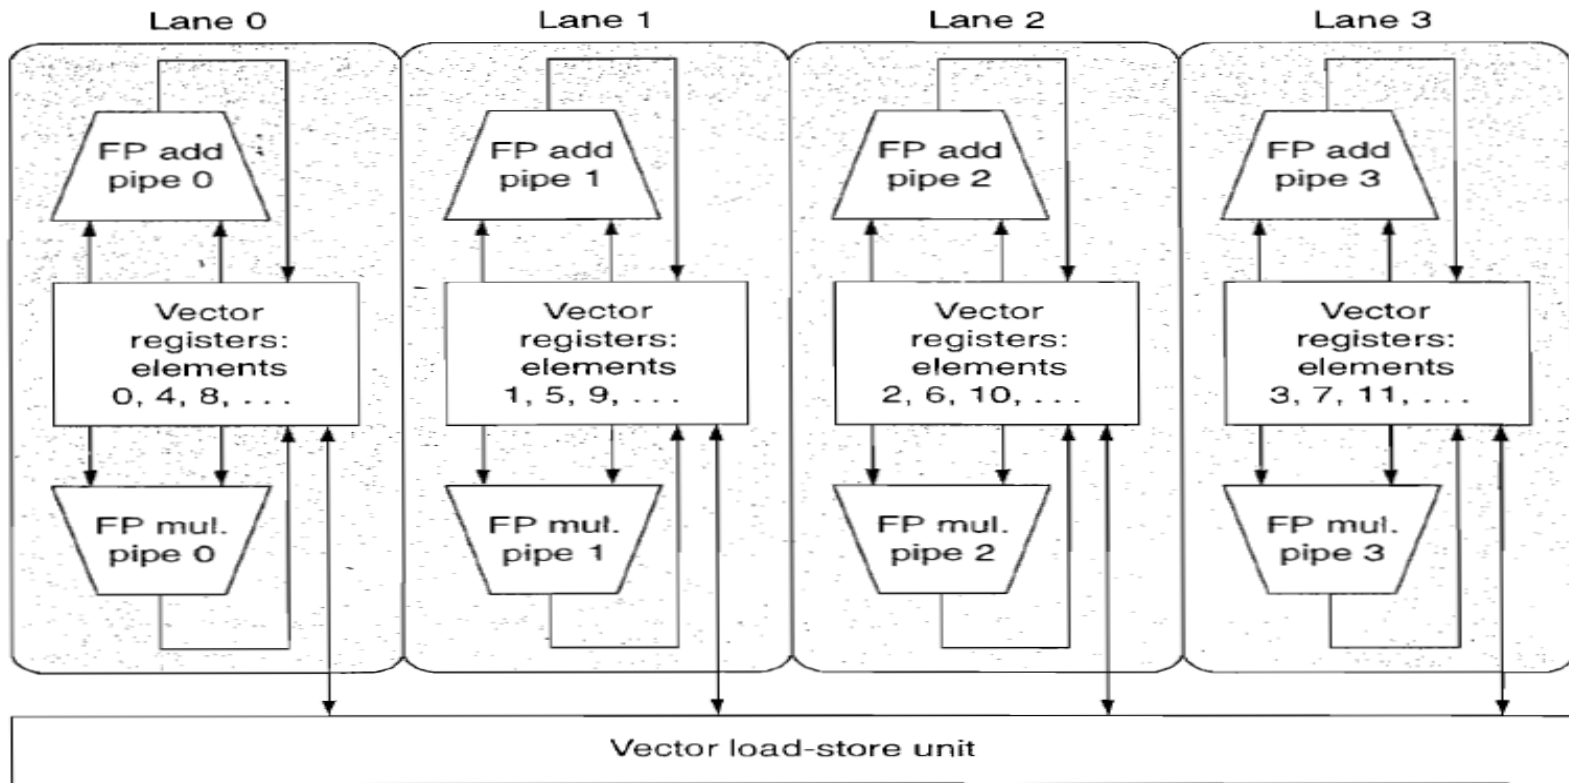 Lane 0
Lane 1
Lane 2
Lane 3
FP add
pipe 0
FP add
pipe 1
FP add
pipe 2
FP add
pipe 3
Vector
registers:
elements
0, 4, 8, . . .
Vector
registers:
elements
1, 5, 9, . . .
Vector
registers:
elements
2, 6, 10, . . .
Vector
registers:
elements
3, 7, 11, . . .
FP mul.
pipe 0
FP mul.
pipe 1
FP mul.
pipe 2
FP mul.
pipe 3
Vector load-store unit